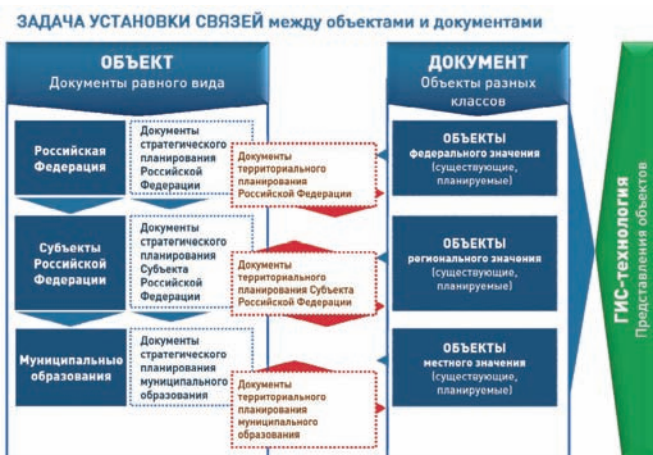 ЗАДАЧА УСТАНОВКИ СВЯЗЕЙ между объектами и документами
ОБЪЕКТ
Документы равного вида
ДОКУМЕНТ
Объекты разных
классов
Российская
Федерация
Документы
стратегического
планирования
Российской
Федерации
Документы
территориального
планирования
Российской Федерации
ОБЪЕКТЫ
федерального значения
(существующие,
планируемые)
Субъекты
Российской
Федерации
Документы
стратегического
планирования
Субъекта
Российской
Федерации
Документы
территориального
планирования Субъекта
Российской Федерации
ОБЪЕКТЫ
регионального значения
(существующие,
планируемые)
Муниципальные
образования
Документы
стратегического
планирования
муниципального
образования
Документы
территориального
планирования
муниципального
образования
ОБЪЕКТЫ
местного значения
(существующие,
планируемые)
ГИС-технология
Представления объектов